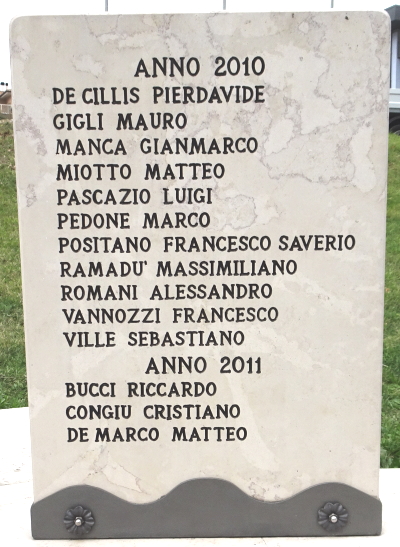 ANNO 2010
DE CILLIS PIERDAVIDE
GIGLI MAURO
MANCA GIANMARCO
MIOTTO MATTEO
PASCAZIO LUIGI
PEDONE MARCO
POSITANO FRANCESCO SAVERIO
RAMADU' MASSIMILIANO
ROMANI ALESSANDRO
VANNOZZI FRANCESCO
VILLE SEBASTIANO
ANNO 2011
BUCCI RICCARDO
CONGIU CRISTIANO
DE MARCO MATTEO